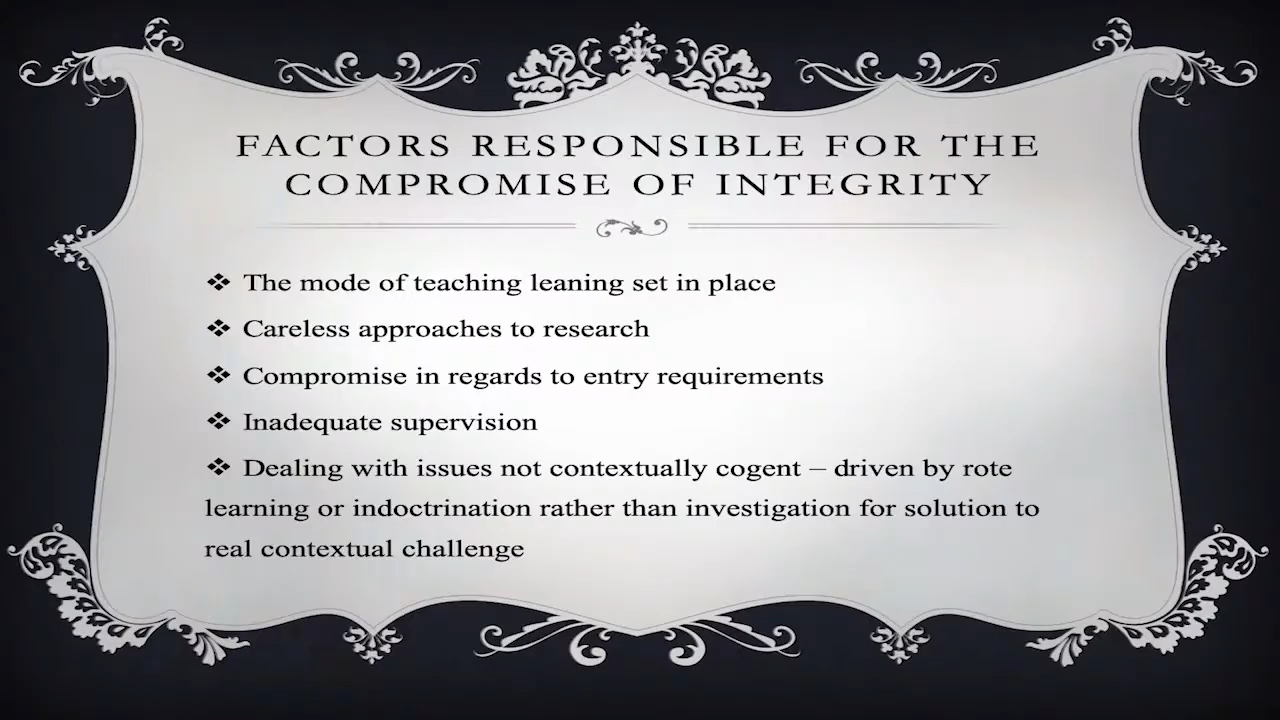 FACTORS RESPONSIBLE FOR THE
COMPROMISE OF INTEGRITY
❖ The mode of teaching leaning set in place
❖ Careless approaches to research
❖ Compromise in regards to entry requirements
❖ Inadequate supervision
❖ Dealing with issues not contextually cogent – driven by rote
learning or indoctrination rather than investigation for solution to
real contextual challenge